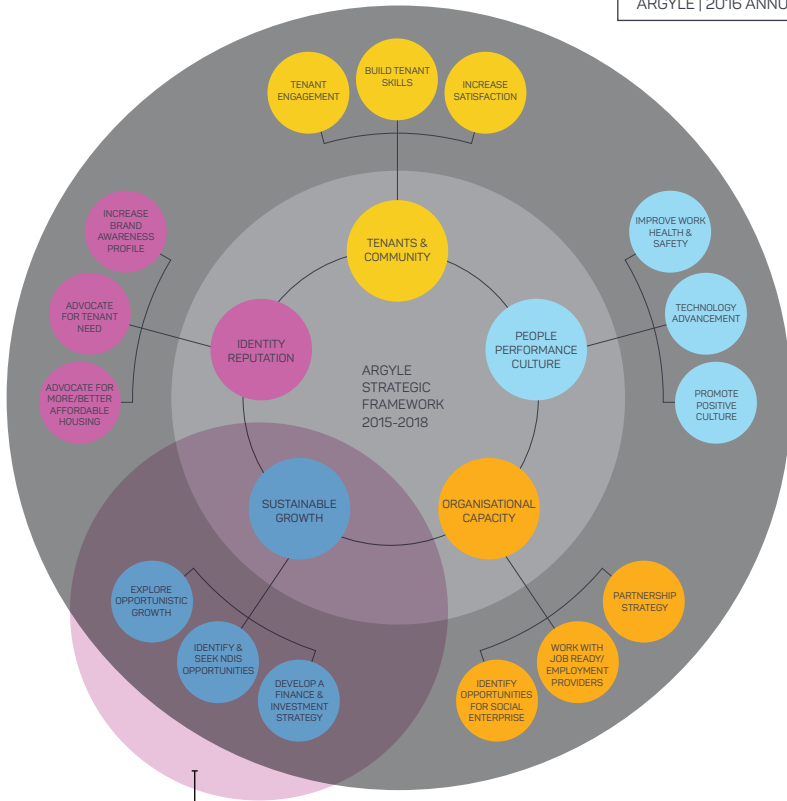 ARGYLE | 2016 ANNU
TENANT
ENGAGEMENT
BUILD TENANT
SKILLS
INCREASE
SATISFACTION
INCREASE
BRAND
AWARENESS
PROFILE
ADVOCATE
FOR TENANT
NEED
ADVOCATE FOR
MORE/BETTER
AFFORDABLE
HOUSING
TENANTS &
COMMUNITY
IDENTITY
REPUTATION
PEOPLE
PERFORMANCE
CULTURE
IMPROVE WORK
HEALTH &
SAFETY
TECHNOLOGY
ADVANCEMENT
PROMOTE
POSITIVE
CULTURE
ARGYLE
STRATEGIC
FRAMEWORK
2015-2018
SUSTAINABLE
GROWTH
ORGANISATIONAL
CAPACITY
EXPLORE
OPPORTUNISTIC
GROWTH
IDENTIFY &
SEEK NDIS
OPPORTUNITIES
DEVELOP A
FINANCE &
INVESTMENT
STRATEGY
PARTNERSHIP
STRATEGY
WORK WITH
JOB READY/
EMPLOYMENT
PROVIDERS
IDENTIFY
OPPORTUNITIES
FOR SOCIAL
ENTERPRISE